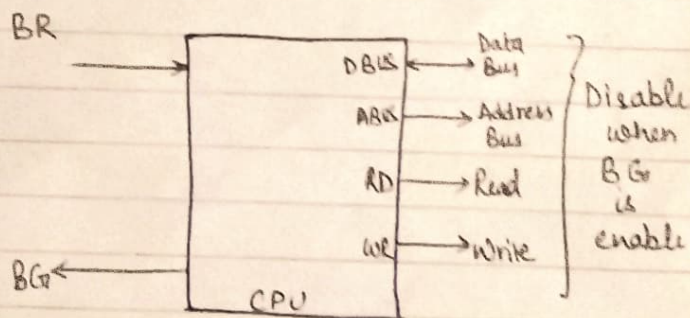 BR
DBUS
Data
Bus
ABUS
Address
Bus
RD
Read
WR
Write
BG
CPU
Disable
when
BG
is
enable